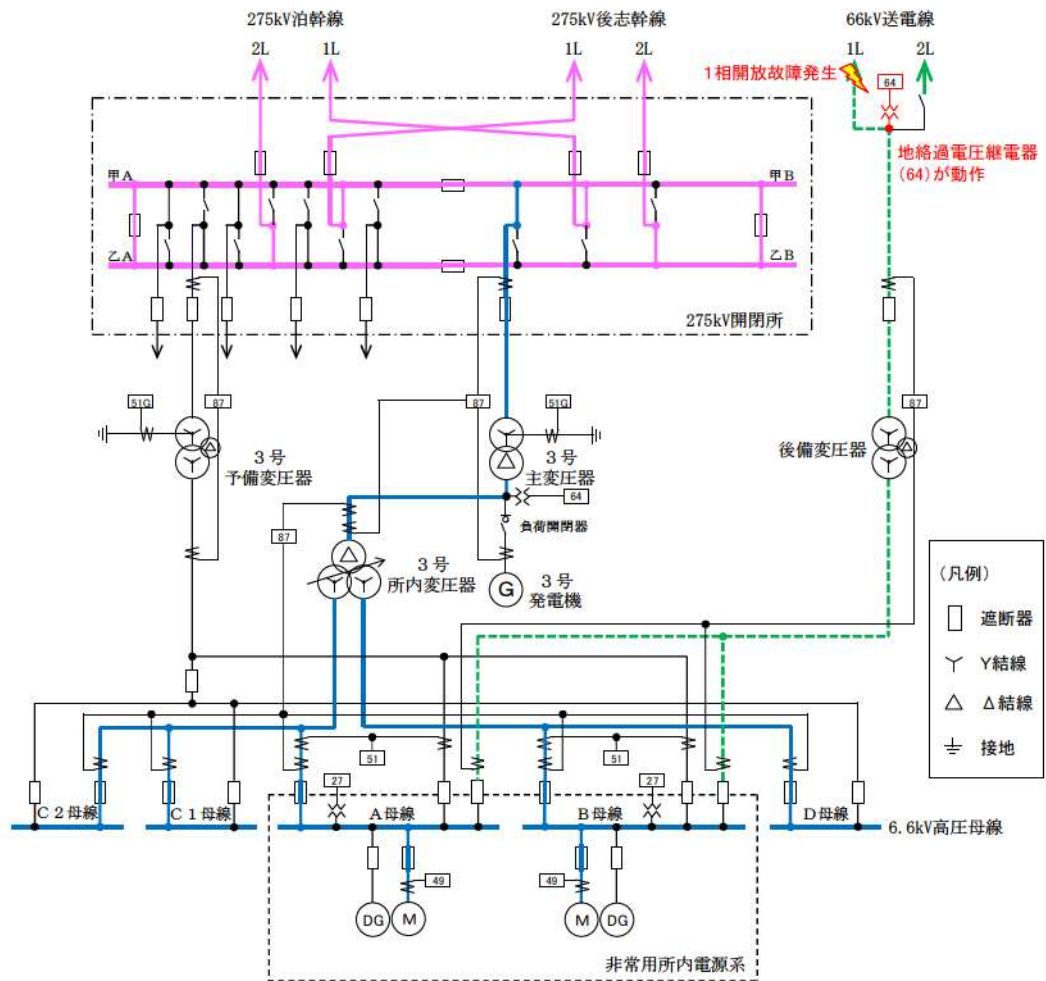 275kV泊幹線
275kV後志幹線
66kV送電線
2L
1L
1L
2L
1L
2L
1相開放故障発生
64
地絡過電圧継電器
(64)が動作
甲A
甲B
乙A
乙B
275kV開閉所
51G
87
87
51G
87
3号
予備変圧器
3号
主変圧器
後備変圧器
64
87
負荷開閉器
3号
所内変圧器
G
3号
発電機
(凡例)
遮断器
Y結線
Δ結線
接地
51
51
27
27
C2母線
C1母線
A母線
B母線
D母線
6.6kV高圧母線
49
49
DG
M
M
DG
非常用所内電源系